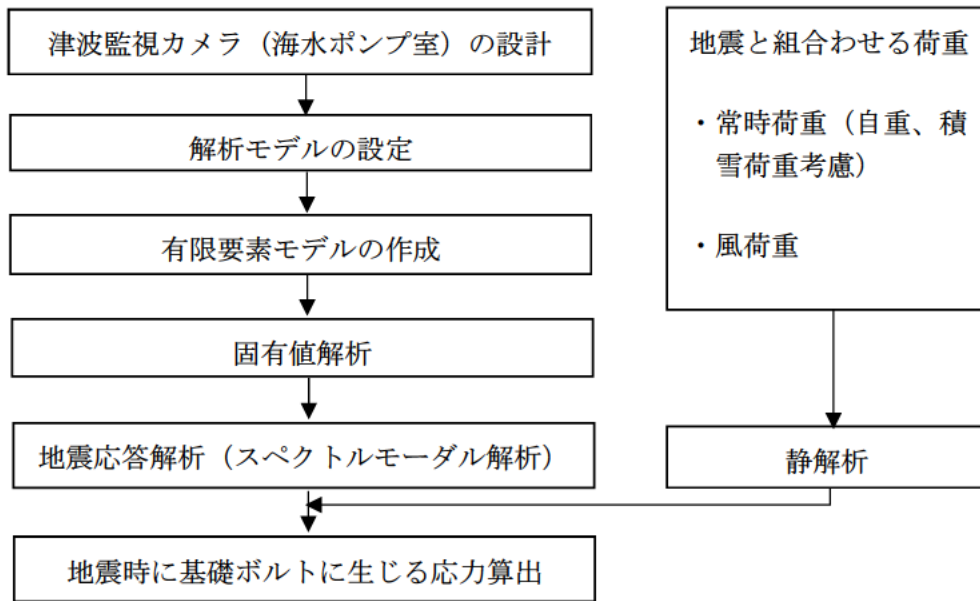 津波監視カメラ（海水ポンプ室）の設計
解析モデルの設定
有限要素モデルの作成
固有値解析
地震応答解析（スペクトルモーダル解析）
地震時に基礎ボルトに生じる応力算出
地震と組合わせる荷重
・常時荷重（自重、積
雪荷重考慮）
・風荷重
静解析